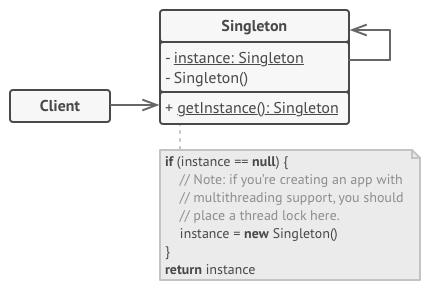 Singleton
- instance: Singleton
- Singleton()
+ getInstance(): Singleton
Client
if (instance == null) {
// Note: if you're creating an app with
// multithreading support, you should
// place a thread lock here.
instance = new Singleton()
}
return instance